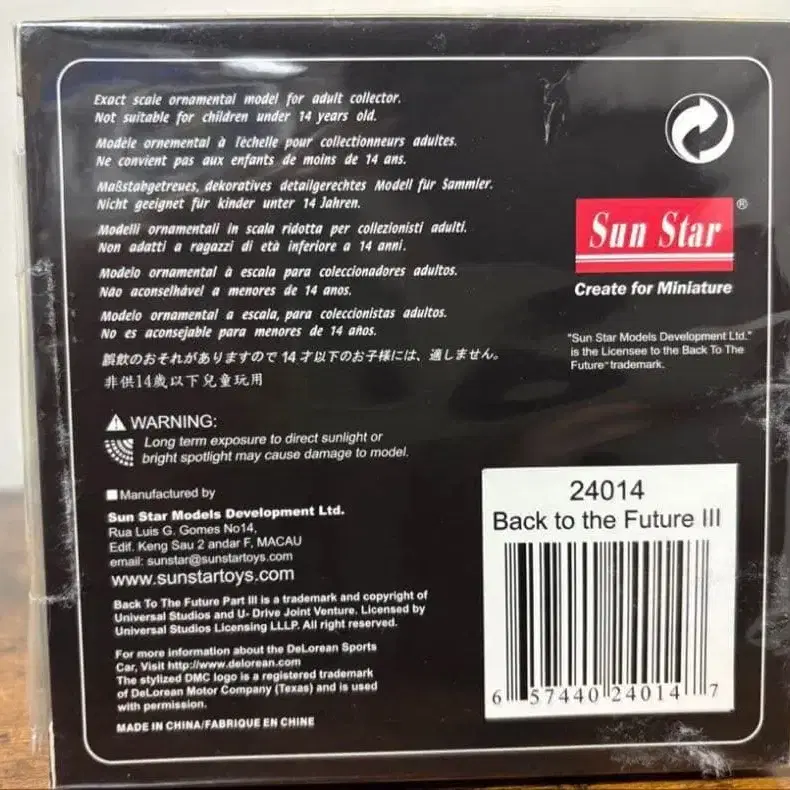 Exact scale ornamental model for adult collector.
Not suitable for children under 14 years old.
Modèle ornemental à l'échelle pour collectionneurs adultes.
Ne convient pas aux enfants de moins de 14 ans.
Maßstabgetreues, dekoratives detailgerechtes Modell für Sammler.
Nicht geeignet für kinder unter 14 Jahren.
Modelli ornamentali in scala ridotta per collezionisti adulti.
Non adatti a ragazzi di età inferiore a 14 anni.
Modelo ornamental à escala para coleccionadores adultos.
Não aconselhável a menores de 14 anos.
Modelo ornamental a escala, para coleccionistas adultos.
No es aconsejable para menores de 14 años.
誤飲のおそれがありますので 14 才以下のお子様には、適しません。
非供14歳以下兒童玩用
WARNING:
Long term exposure to direct sunlight or
bright spotlight may cause damage to model.
Manufactured by
Sun Star Models Development Ltd.
Rua Luis G. Gomes No14,
Edif. Keng Sau 2 andar F, MACAU
email: sunstar@sunstartoys.com
www.sunstartoys.com
Back To The Future Part III is a trademark and copyright of
Universal Studios and U- Drive Joint Venture. Licensed by
Universal Studios Licensing LLLP. All right reserved.
For more information about the DeLorean Sports
Car, Visit http://www.delorean.com
The stylized DMC logo is a registered trademark
of DeLorean Motor Company (Texas) and is used
with permission.
MADE IN CHINA/FABRIQUE EN CHINE
Sun Star®
Create for Miniature
"Sun Star Models Development Ltd."
is the Licensee to the Back To The
Future™ trademark.
24014
Back to the Future III
6 57440 24014 7